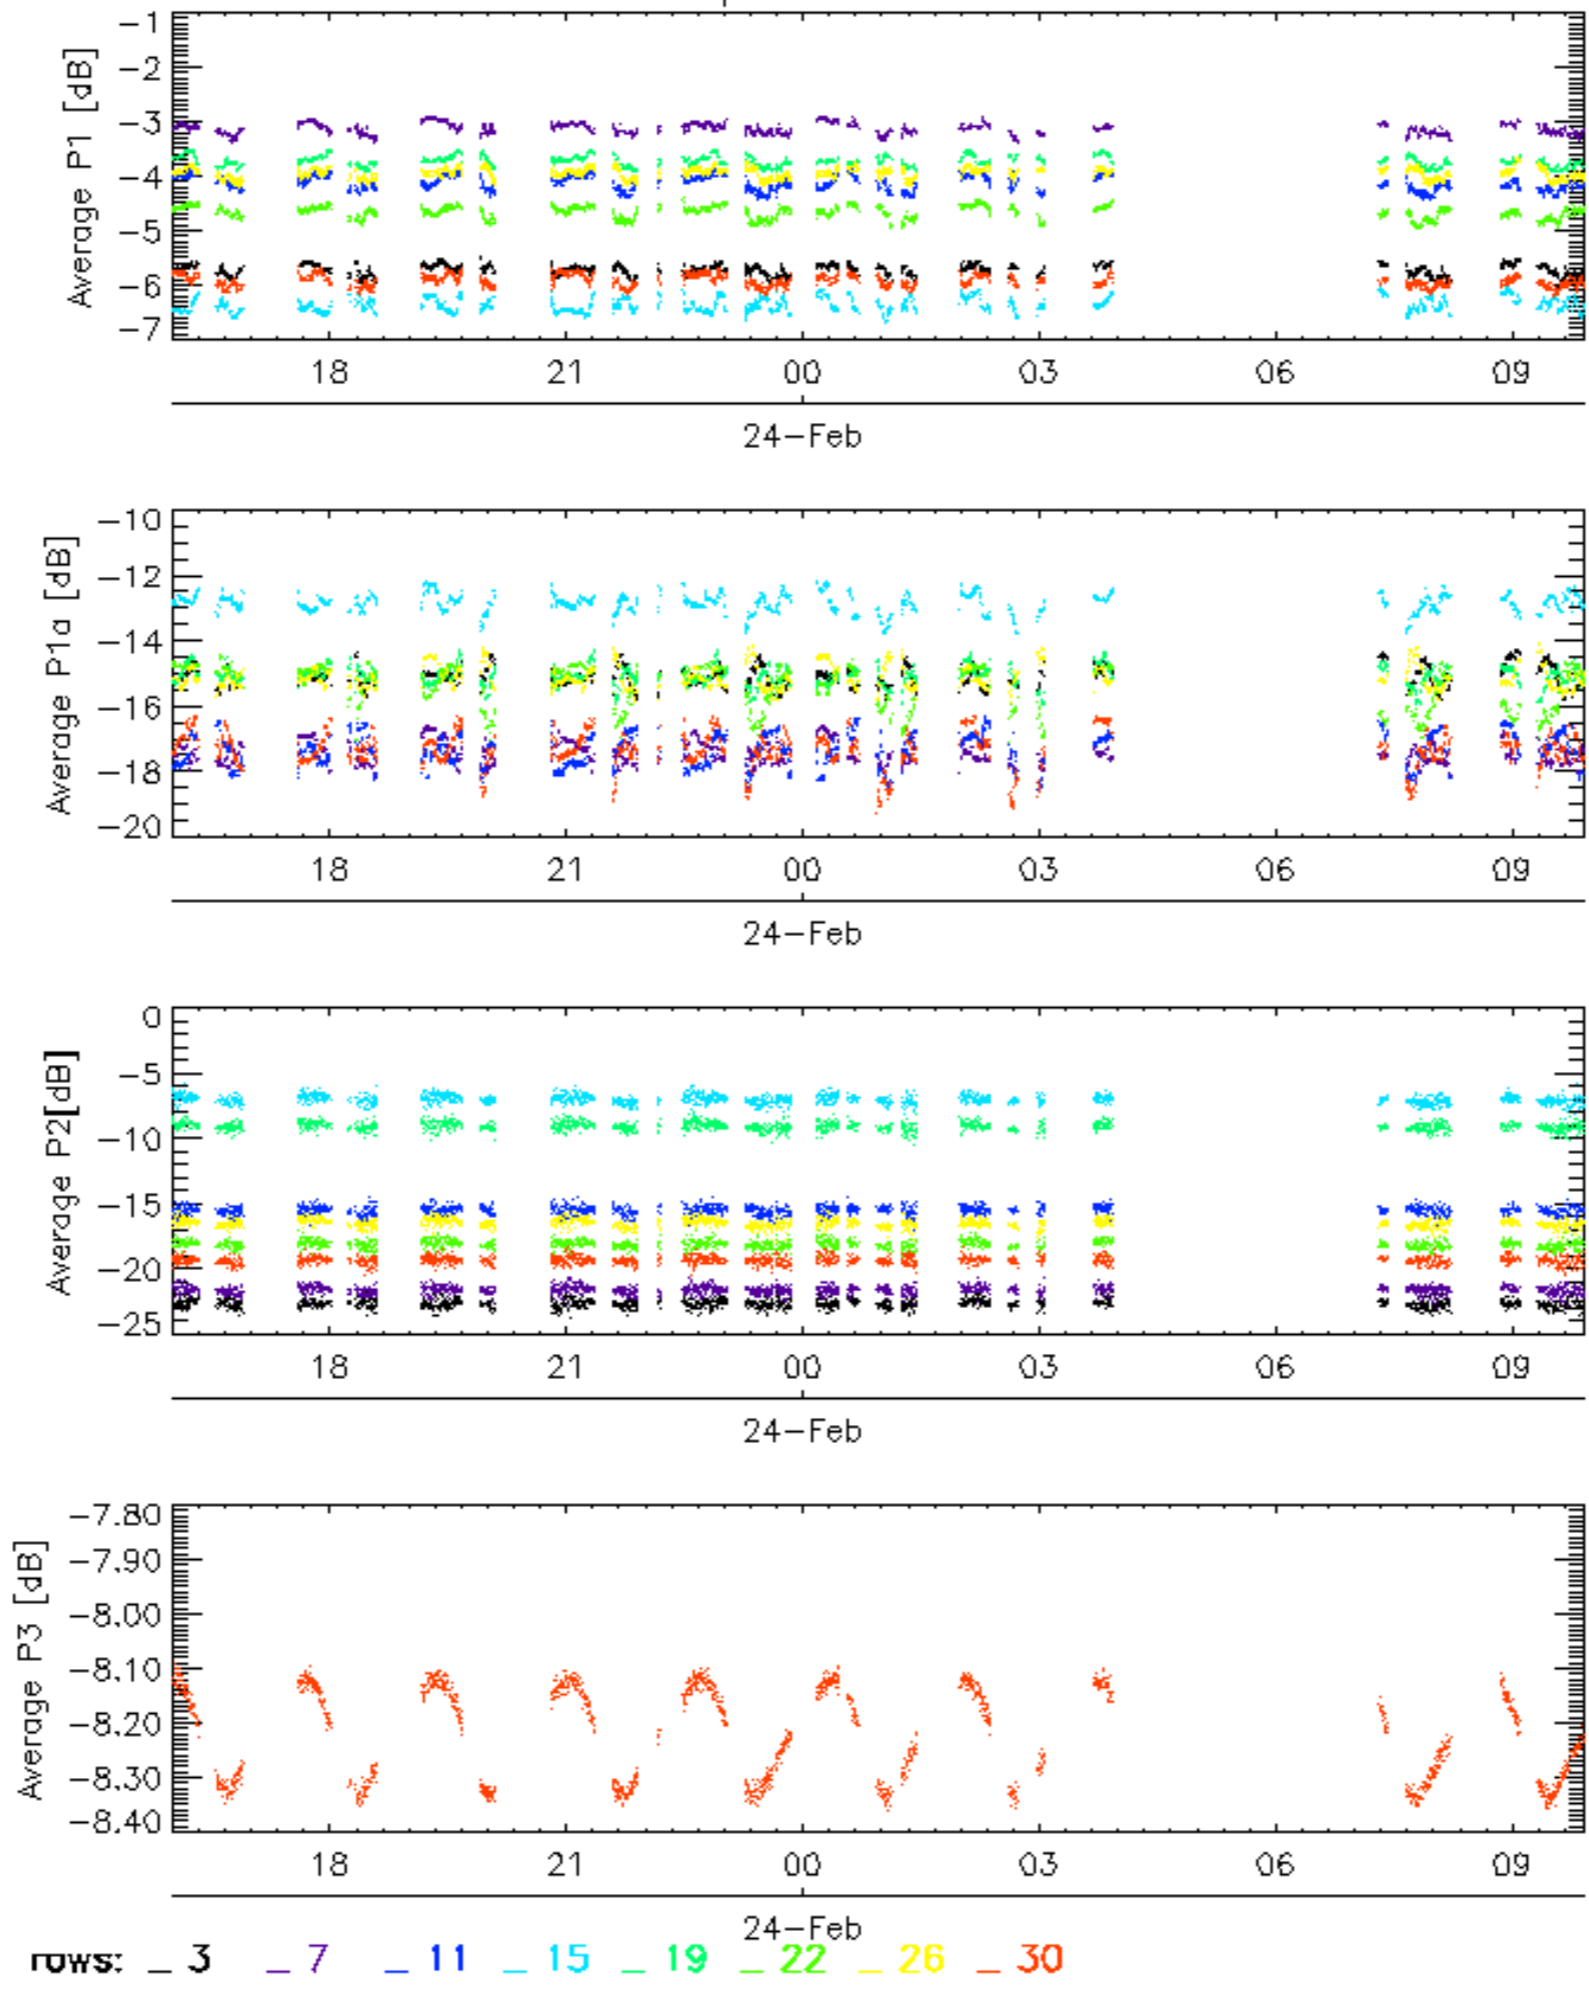 Average P1 [dB]
-1
-2
-3
-4
-5
-6
-7
18 21 00 03 06 09
24-Feb
Average P1a [dB]
-10
-12
-14
-16
-18
-20
18 21 00 03 06 09
24-Feb
Average P2[dB]
0
-5
-10
-15
-20
-25
18 21 00 03 06 09
24-Feb
Average P3 [dB]
-7.80
-7.90
-8.00
-8.10
-8.20
-8.30
-8.40
18 21 00 03 06 09
24-Feb
rows: _ 3 _ 7 _ 11 _ 15 _ 19 _ 22 _ 26 _ 30